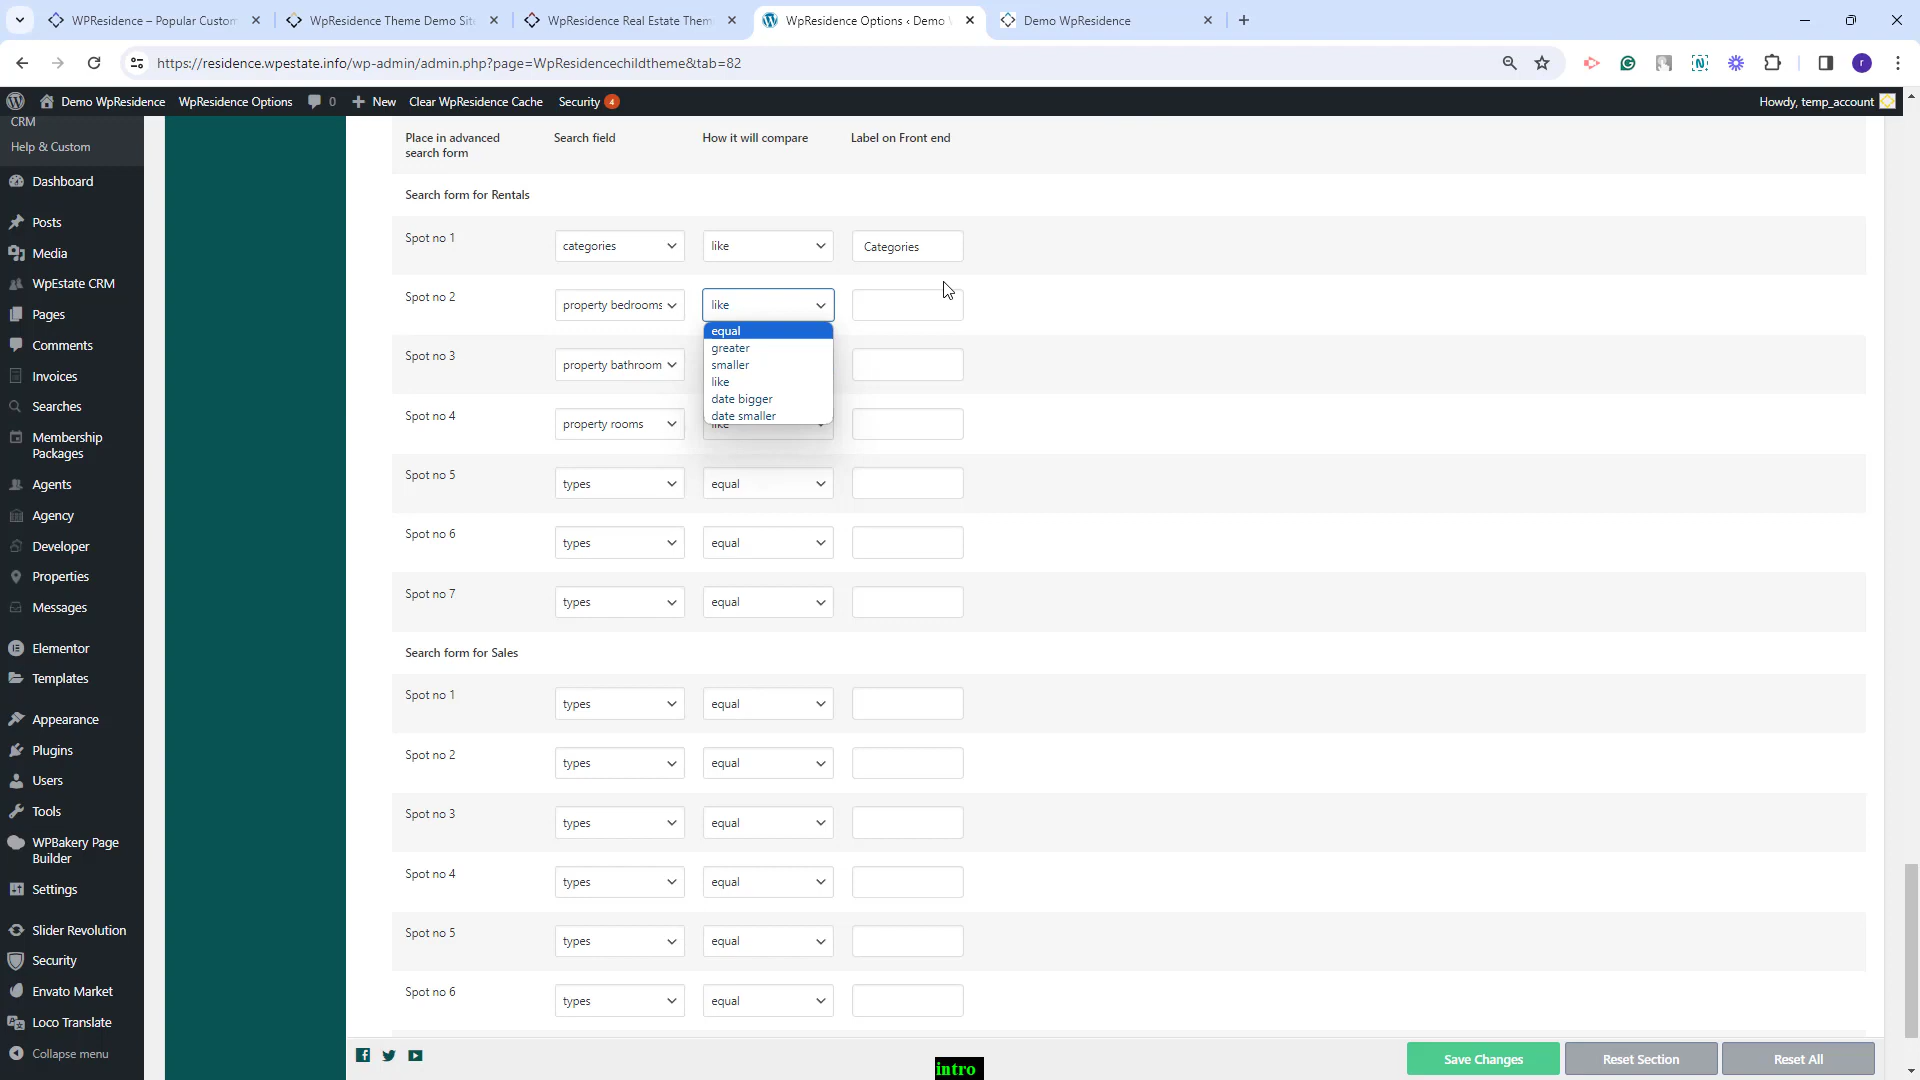 WPResidence – Popular Custom
WpResidence Theme Demo Sit
WpResidence Real Estate Them
WpResidence Options ‹ Demo
Demo WpResidence
https://residence.wpestate.info/wp-admin/admin.php?page=WpResidencechildtheme&tab=82
r
Demo WpResidence
WpResidence Options
0
New
Clear WpResidence Cache
Security 4
Howdy, temp_account
CRM
Help & Custom
Dashboard
Posts
Media
WpEstate CRM
Pages
Comments
Invoices
Searches
Membership
Packages
Agents
Agency
Developer
Properties
Messages
Elementor
Templates
Appearance
Plugins
Users
Tools
WPBakery Page
Builder
Settings
Slider Revolution
Security
Envato Market
Loco Translate
Collapse menu
Place in advanced
search form
Search field
How it will compare
Label on Front end
Search form for Rentals
Spot no 1
categories
like
Categories
Spot no 2
property bedrooms
like
equal
greater
smaller
like
date bigger
date smaller
Spot no 3
property bathroom
Spot no 4
property rooms
like
Spot no 5
types
equal
Spot no 6
types
equal
Spot no 7
types
equal
Search form for Sales
Spot no 1
types
equal
Spot no 2
types
equal
Spot no 3
types
equal
Spot no 4
types
equal
Spot no 5
types
equal
Spot no 6
types
equal
intro
Save Changes
Reset Section
Reset All